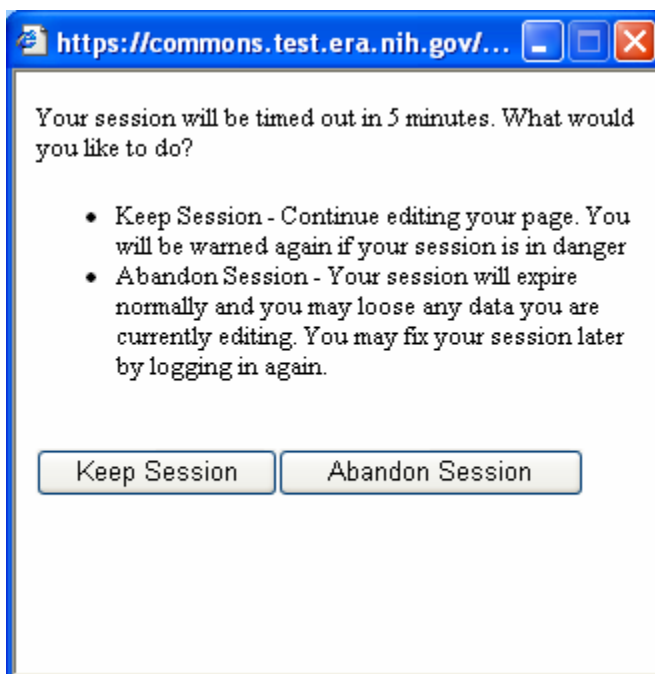 https://commons.test.era.nih.gov/...
Your session will be timed out in 5 minutes. What would
you like to do?
• Keep Session - Continue editing your page. You
will be warned again if your session is in danger
• Abandon Session - Your session will expire
normally and you may loose any data you are
currently editing. You may fix your session later
by logging in again.
Keep Session Abandon Session